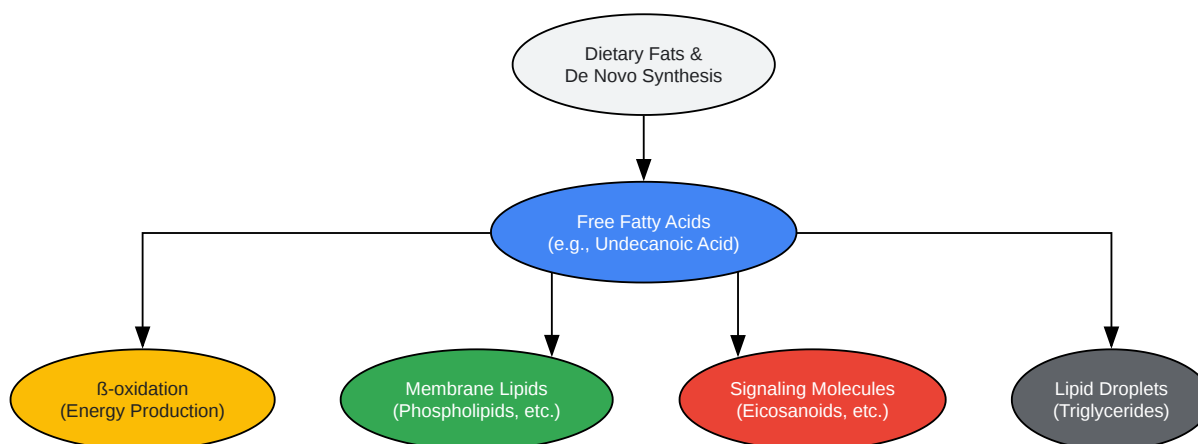 Dietary Fats &
De Novo Synthesis
Free Fatty Acids
(e.g., Undecanoic Acid)
ß-oxidation
(Energy Production)
Membrane Lipids
(Phospholipids, etc.)
Signaling Molecules
(Eicosanoids, etc.)
Lipid Droplets
(Triglycerides)